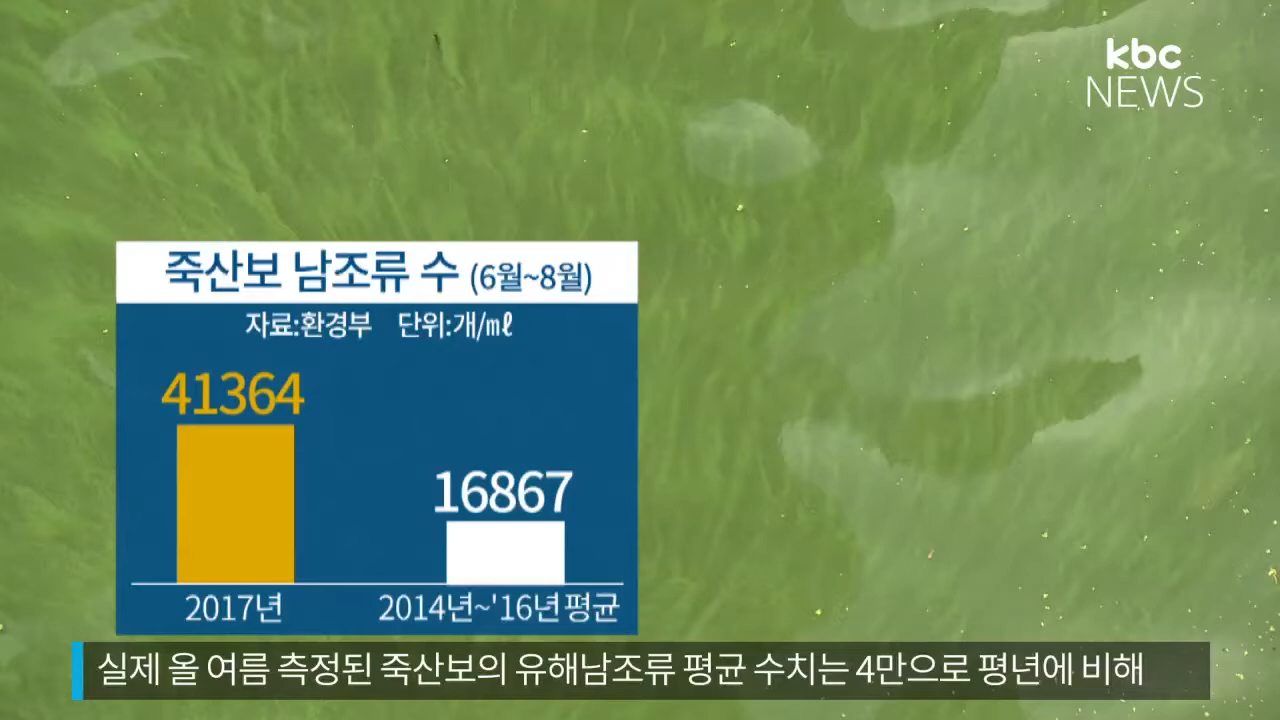 kbc
NEWS
죽산보 남조류 수 (6월~8월)
자료:환경부 단위:개/㎖
41364
16867
2017년
2014년~'16년 평균
실제 올 여름 측정된 죽산보의 유해남조류 평균 수치는 4만으로 평년에 비해